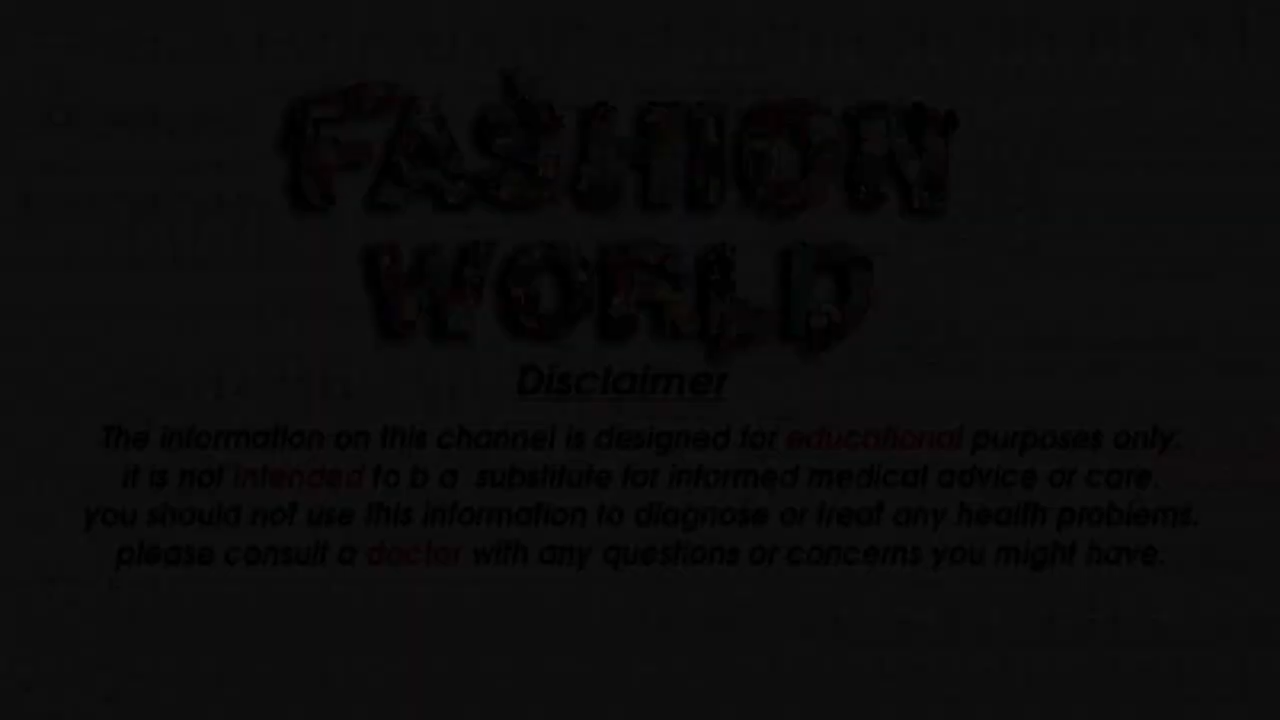 FASHION
WORLD
Disclaimer
The information on this channel is designed for educational purposes only.
it is not intended to b a substitute for informed medical advice or care.
you should not use this information to diagnose or treat any health problems.
please consult a doctor with any questions or concerns you might have.